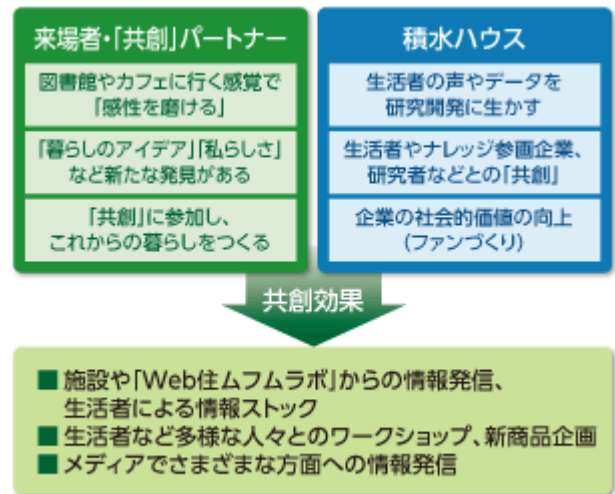 来場者・「共創」パートナー
図書館やカフェに行く感覚で
「感性を磨ける」
「暮らしのアイデア」「私らしさ」
など新たな発見がある
「共創」に参加し、
これからの暮らしをつくる
積水ハウス
生活者の声やデータを
研究開発に生かす
生活者やナレッジ参画企業、
研究者などとの「共創」
企業の社会的価値の向上
(ファンづくり)
共創効果
■施設や「Web住ムフムラボ」からの情報発信、
生活者による情報ストック
■生活者など多様な人々とのワークショップ、新商品企画
■メディアでさまざまな方面への情報発信